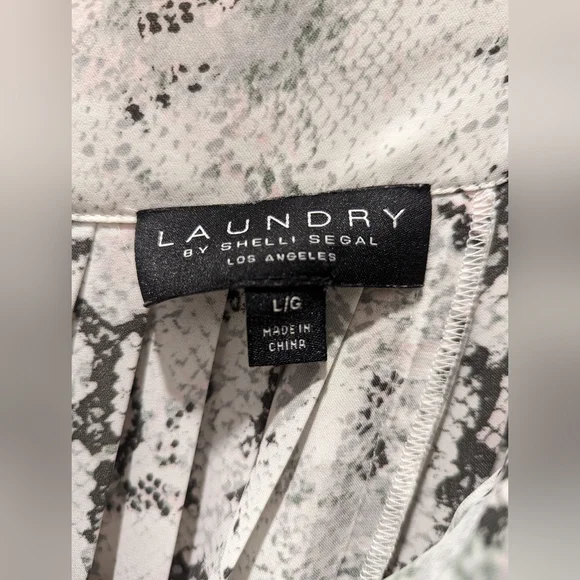 LAUNDRY
BY SHELLI SEGAL
LOS ANGELES
L/G
MADE IN
CHINA